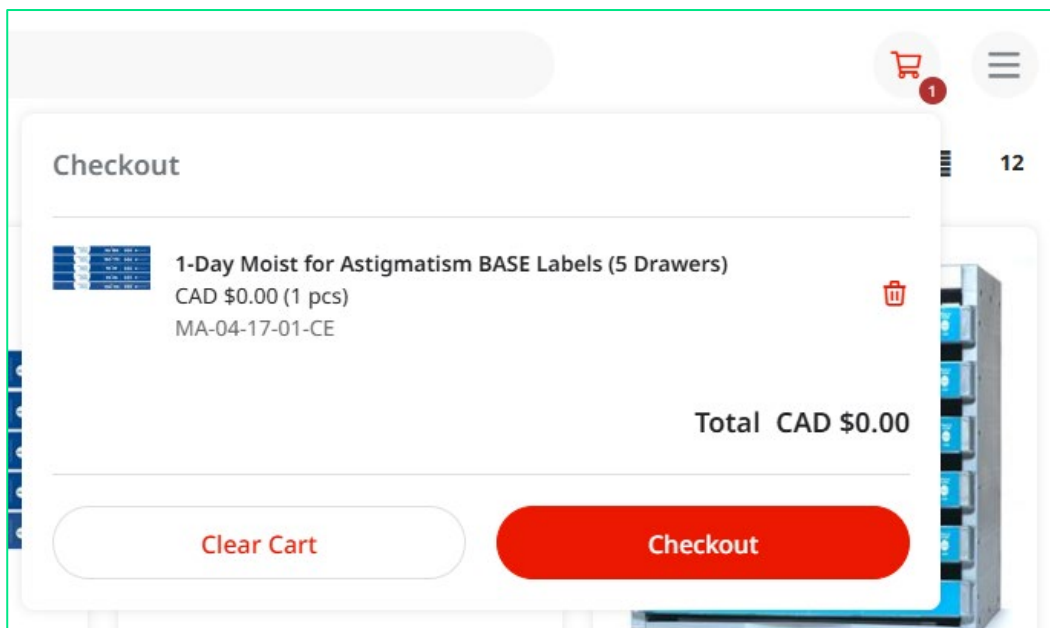 1
Checkout
12
1-Day Moist for Astigmatism BASE Labels (5 Drawers)
CAD $0.00 (1 pcs)
MA-04-17-01-CE
Total CAD $0.00
Clear Cart
Checkout